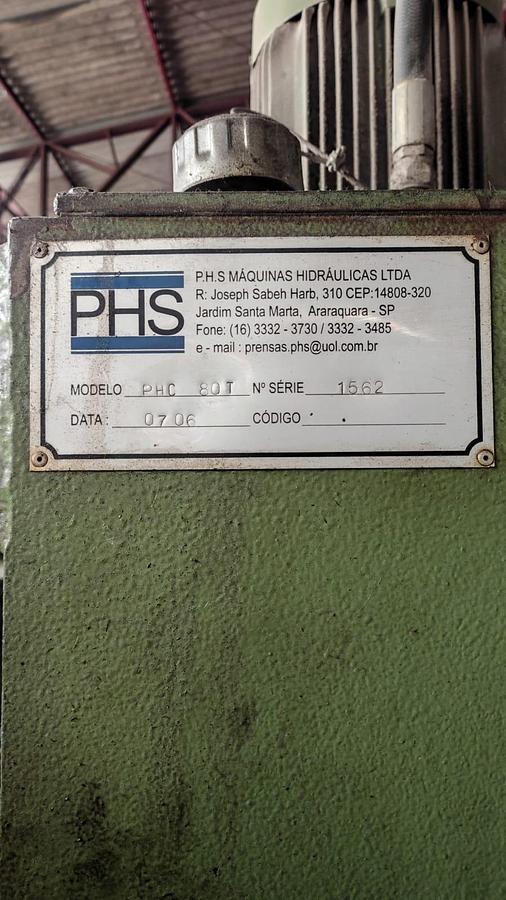 PHS
P.H.S MÁQUINAS HIDRÁULICAS LTDA
R: Joseph Sabeh Harb, 310 CEP:14808-320
Jardim Santa Marta, Araraquara - SP
Fone: (16) 3332 - 3730 / 3332 - 3485
e - mail : prensas.phs@uol.com.br
MODELO PHC 80T Nº SÉRIE 1562
DATA : 07 06 CÓDIGO